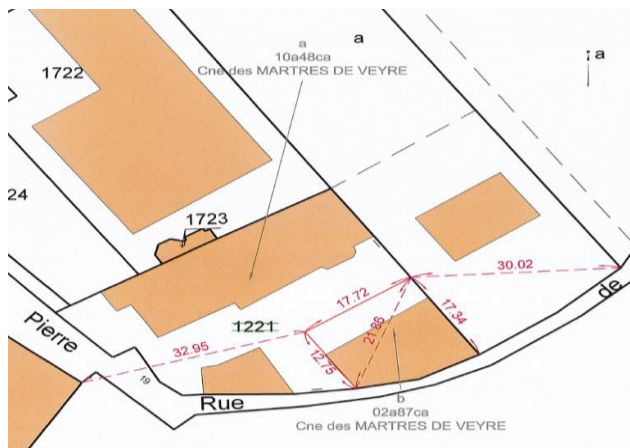 a
10a48ca
Cne des MARTRES DE VEYRE
a
a
1722
24
1723
30.02
de
17.72
17.34
21.88
1221
32.95
12.75
Pierre
19
Rue
b
02a87ca
Cne des MARTRES DE VEYRE